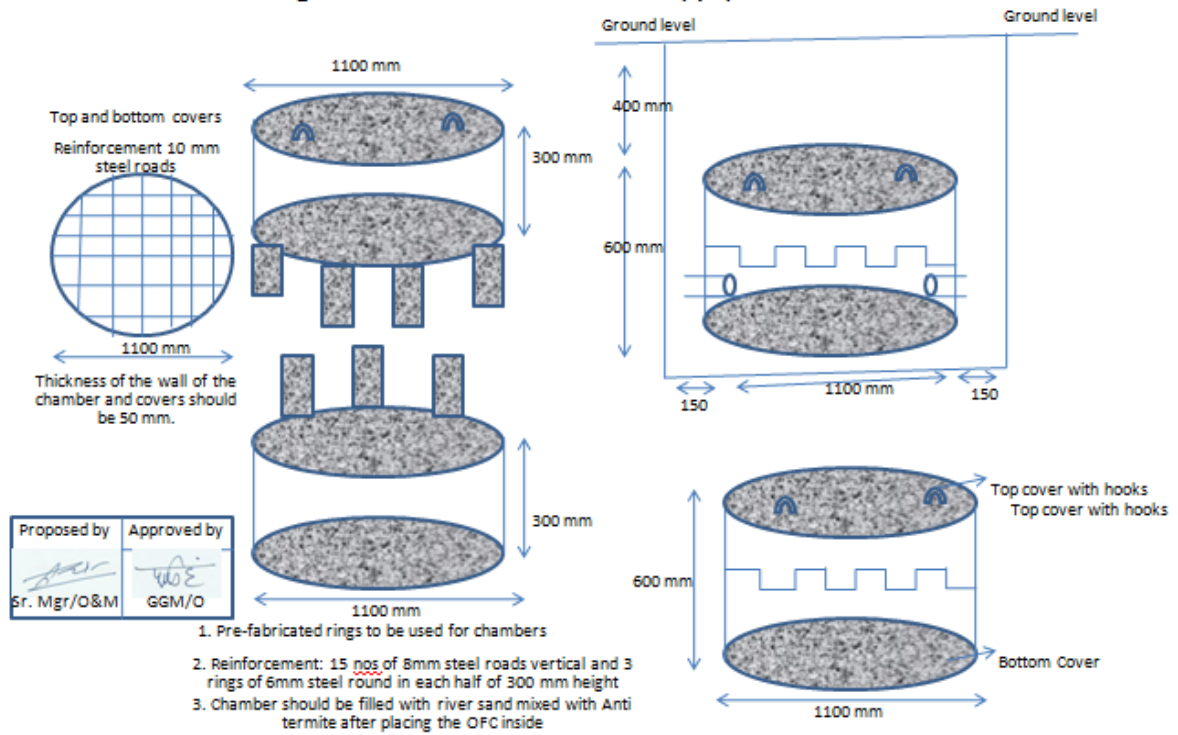 Ground level
Ground level
1100 mm
400 mm
Top and bottom covers
Reinforcement 10 mm
steel roads
300 mm
600 mm
1100 mm
1100 mm
150
150
Thickness of the wall of the
chamber and covers should
be 50 mm.
Top cover with hooks
Top cover with hooks
Proposed by
Approved by
300 mm
600 mm
Sr. Mgr/O&M
GGM/O
1100 mm
1. Pre-fabricated rings to be used for chambers
2. Reinforcement: 15 nos of 8mm steel roads vertical and 3
rings of 6mm steel round in each half of 300 mm height
3. Chamber should be filled with river sand mixed with Anti
termite after placing the OFC inside
Bottom Cover
1100 mm